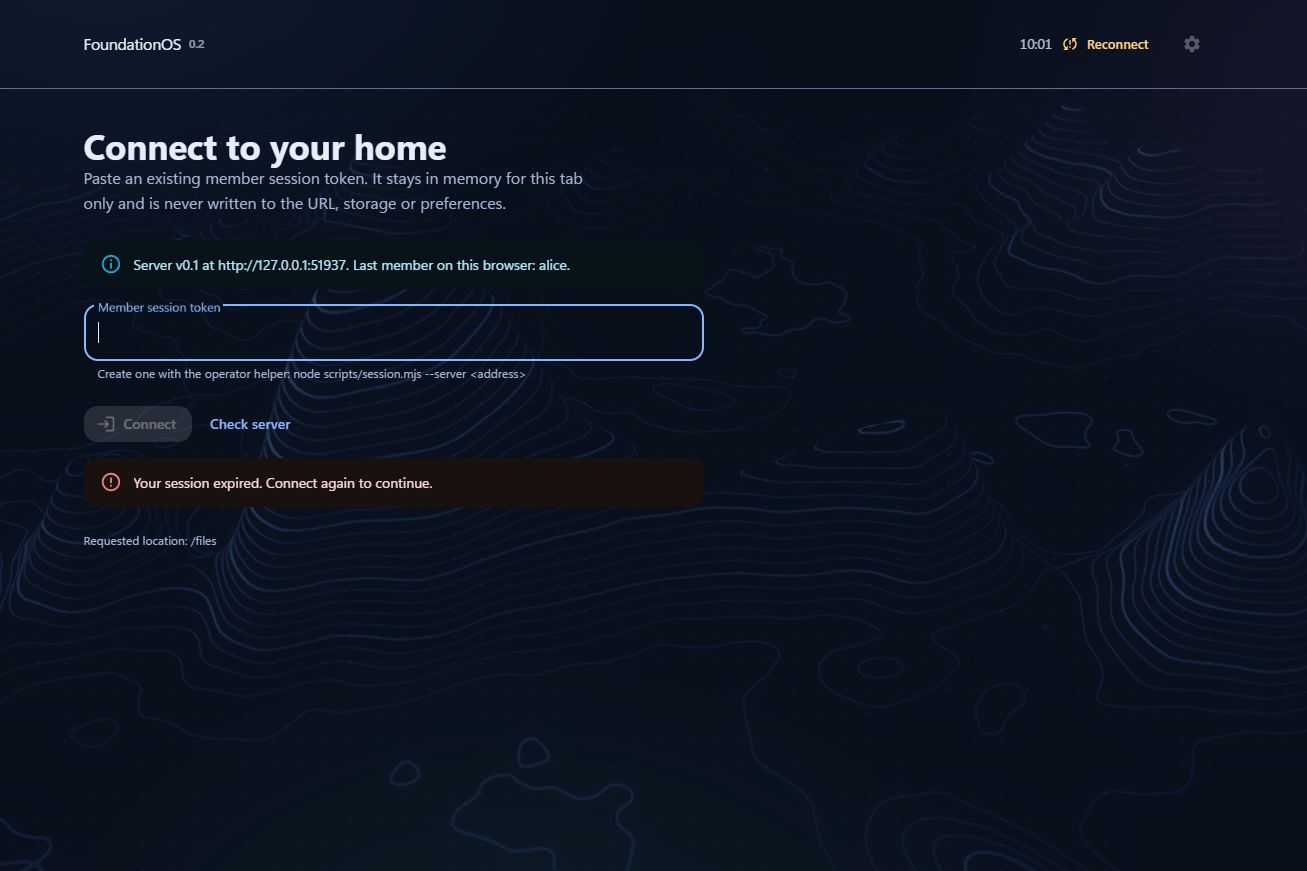 FoundationOS 0.2
10:01 Reconnect
Connect to your home
Paste an existing member session token. It stays in memory for this tab
only and is never written to the URL, storage or preferences.
Server v0.1 at http://127.0.0.1:51937. Last member on this browser: alice.
Member session token
Create one with the operator helper: node scripts/session.mjs --server <address>
Connect Check server
Your session expired. Connect again to continue.
Requested location: /files